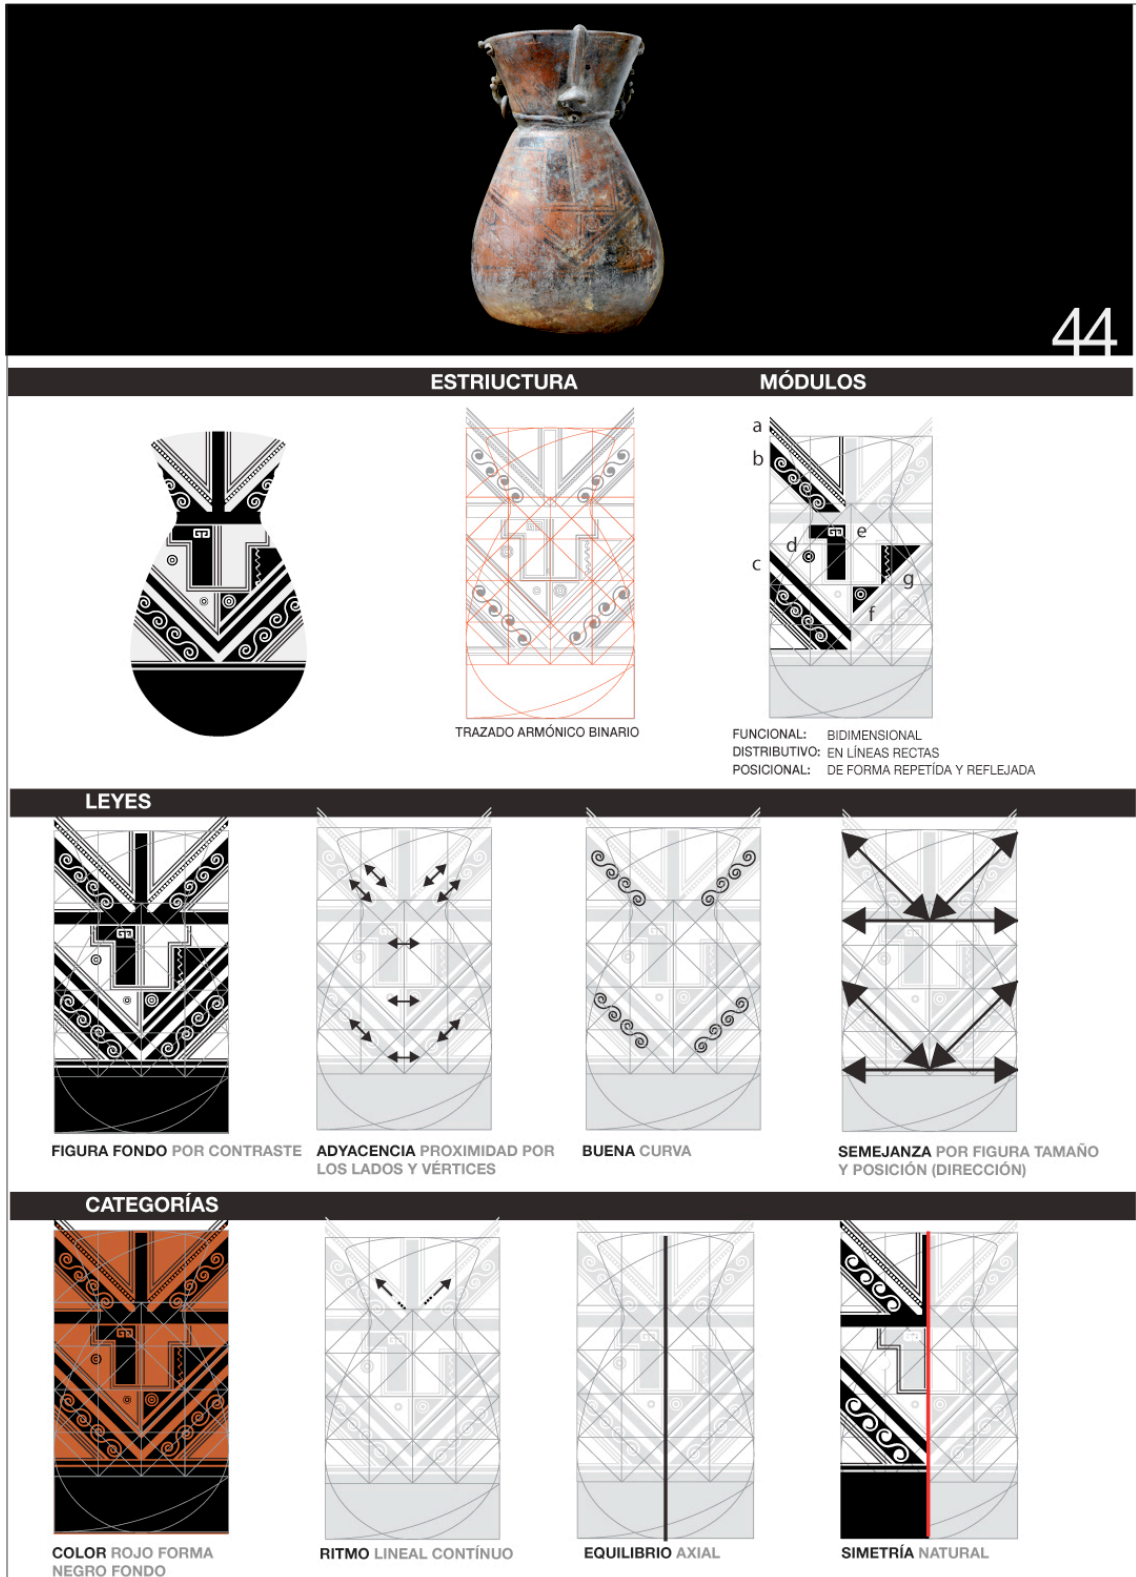 44
ESTRIUCTURA
MÓDULOS
a
b
c
d
e
f
g
TRAZADO ARMÓNICO BINARIO
FUNCIONAL: BIDIMENSIONAL
DISTRIBUTIVO: EN LÍNEAS RECTAS
POSICIONAL: DE FORMA REPETÍDA Y REFLEJADA
LEYES
FIGURA FONDO POR CONTRASTE
ADYACENCIA PROXIMIDAD POR
LOS LADOS Y VÉRTICES
BUENA CURVA
SEMEJANZA POR FIGURA TAMAÑO
Y POSICIÓN (DIRECCIÓN)
CATEGORÍAS
COLOR ROJO FORMA
NEGRO FONDO
RITMO LINEAL CONTÍNUO
EQUILIBRIO AXIAL
SIMETRÍA NATURAL